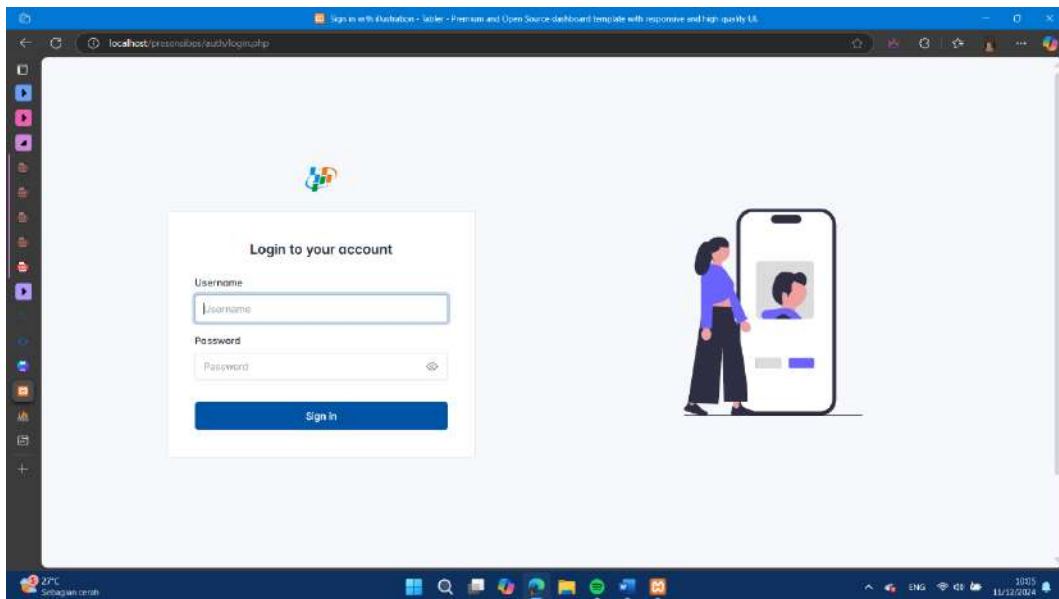 Sign in with illustration - Tabler - Premium and Open Source dashboard template with responsive and high quality UI.
localhost/presensibps/auth/login.php
Login to your account
Username
Username
Password
Password
Sign in
27°C
Sebagian cerah
ENG
10:05
11/12/2024